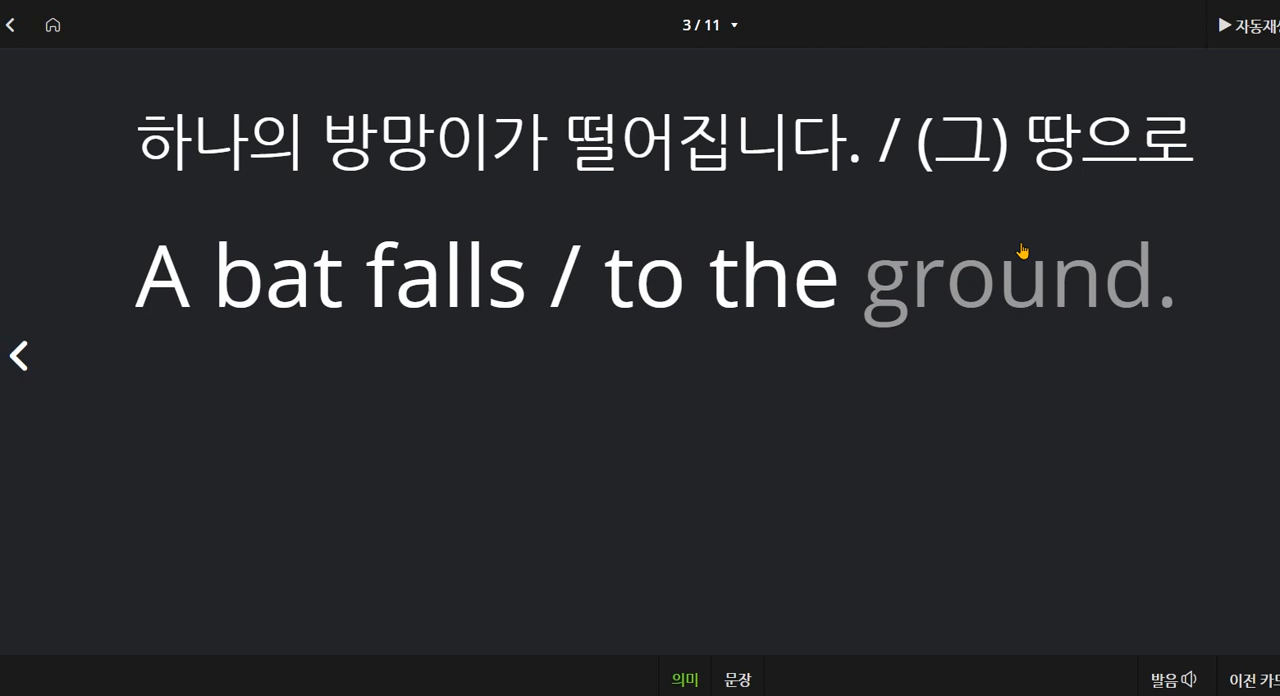 3 / 11
▶ 자동재
하나의 방망이가 떨어집니다. / (그) 땅으로
A bat falls / to the ground.
의미 문장 발음 이전